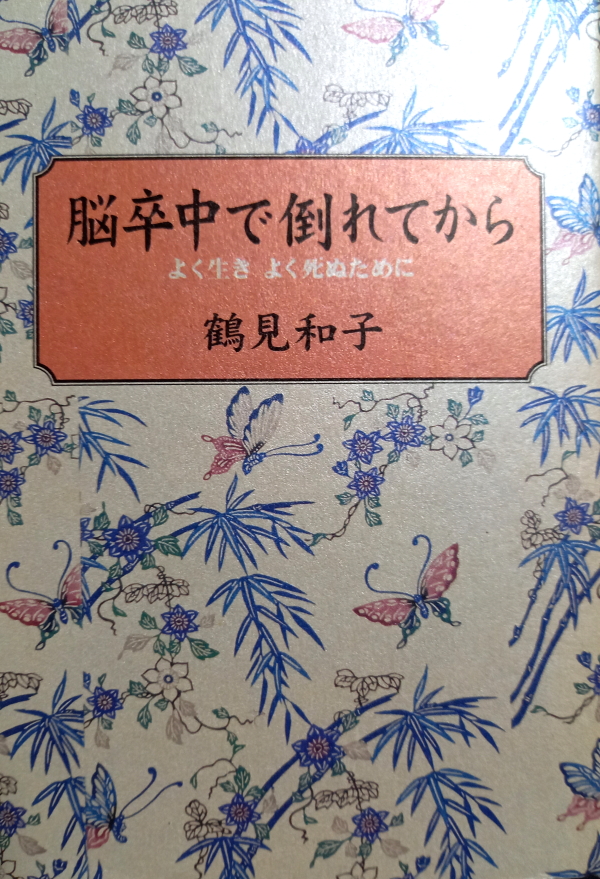 脳卒中で倒れてから
よく生き よく死ぬために
鶴見和子